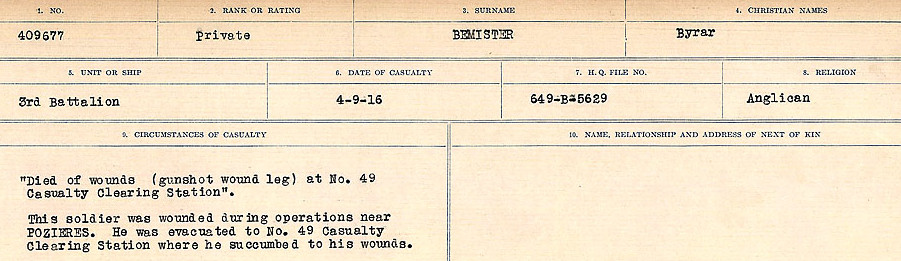 1. NO. 2. RANK OR RATING 3. SURNAME 4. CHRISTIAN NAMES
409677 Private BEMISTER Byrar
5. UNIT OR SHIP 6. DATE OF CASUALTY 7. H. Q. FILE NO. 8. RELIGION
3rd Battalion 4-9-16 649-B-5629 Anglican
9. CIRCUMSTANCES OF CASUALTY 10. NAME, RELATIONSHIP AND ADDRESS OF NEXT OF KIN
"Died of wounds (gunshot wound leg) at No. 49
Casualty Clearing Station".
This soldier was wounded during operations near
POZIERES. He was evacuated to No. 49 Casualty
Clearing Station where he succumbed to his wounds.